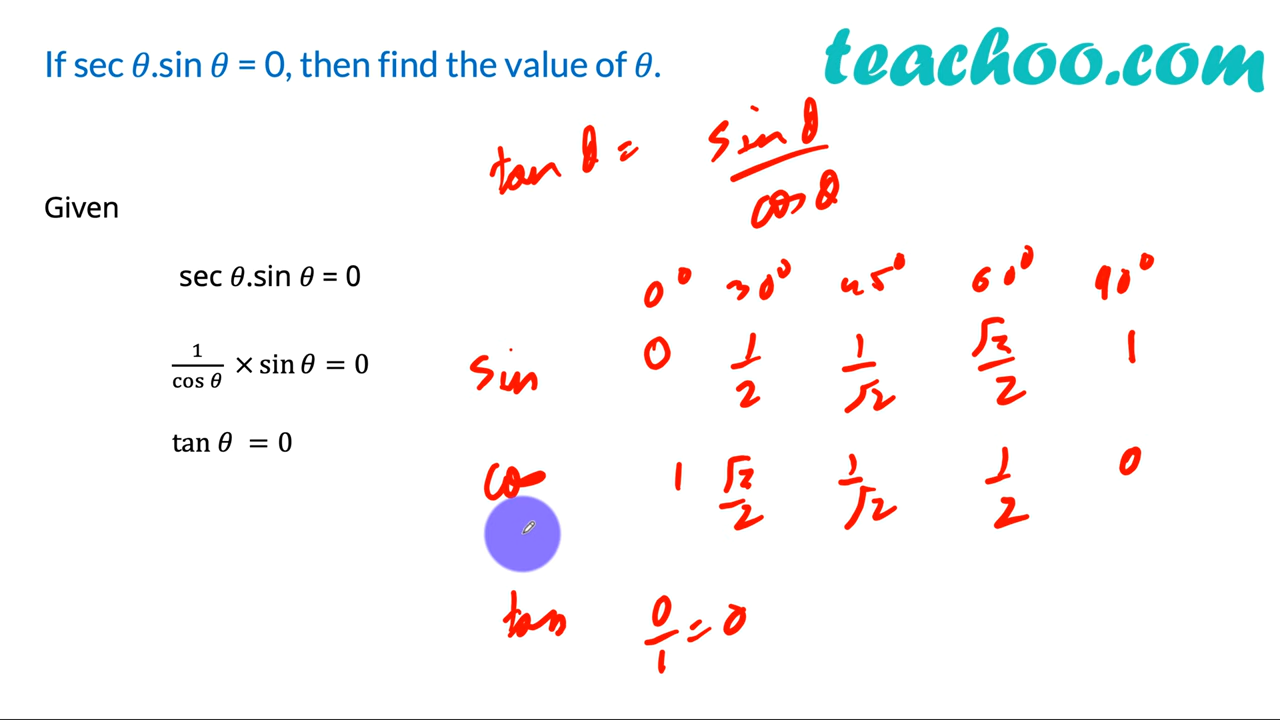 If sec θ.sin θ = 0, then find the value of θ.
teachoo.com
tan θ = sin θ / cos θ
Given
sec θ.sin θ = 0
1/cos θ × sin θ = 0
tan θ = 0
0° 30° 45° 60° 90°
sin 0 1/2 1/√2 √3/2 1
cos 1 √3/2 1/√2 1/2 0
tan 0/1 = 0